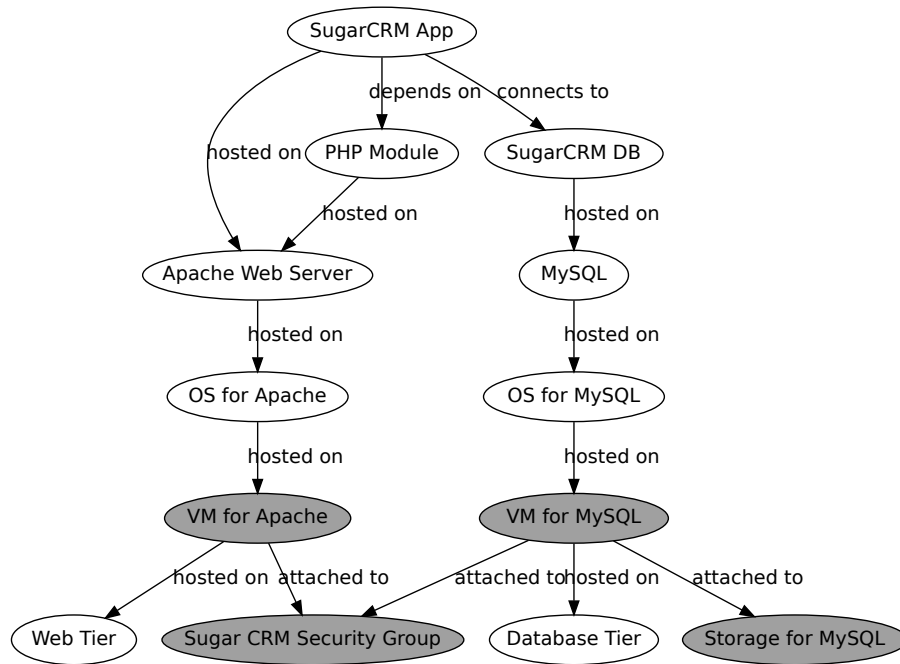 SugarCRM App
depends on connects to
hosted on PHP Module SugarCRM DB
hosted on hosted on
Apache Web Server MySQL
hosted on hosted on
OS for Apache OS for MySQL
hosted on hosted on
VM for Apache VM for MySQL
hosted on attached to attached to hosted on attached to
Web Tier Sugar CRM Security Group Database Tier Storage for MySQL